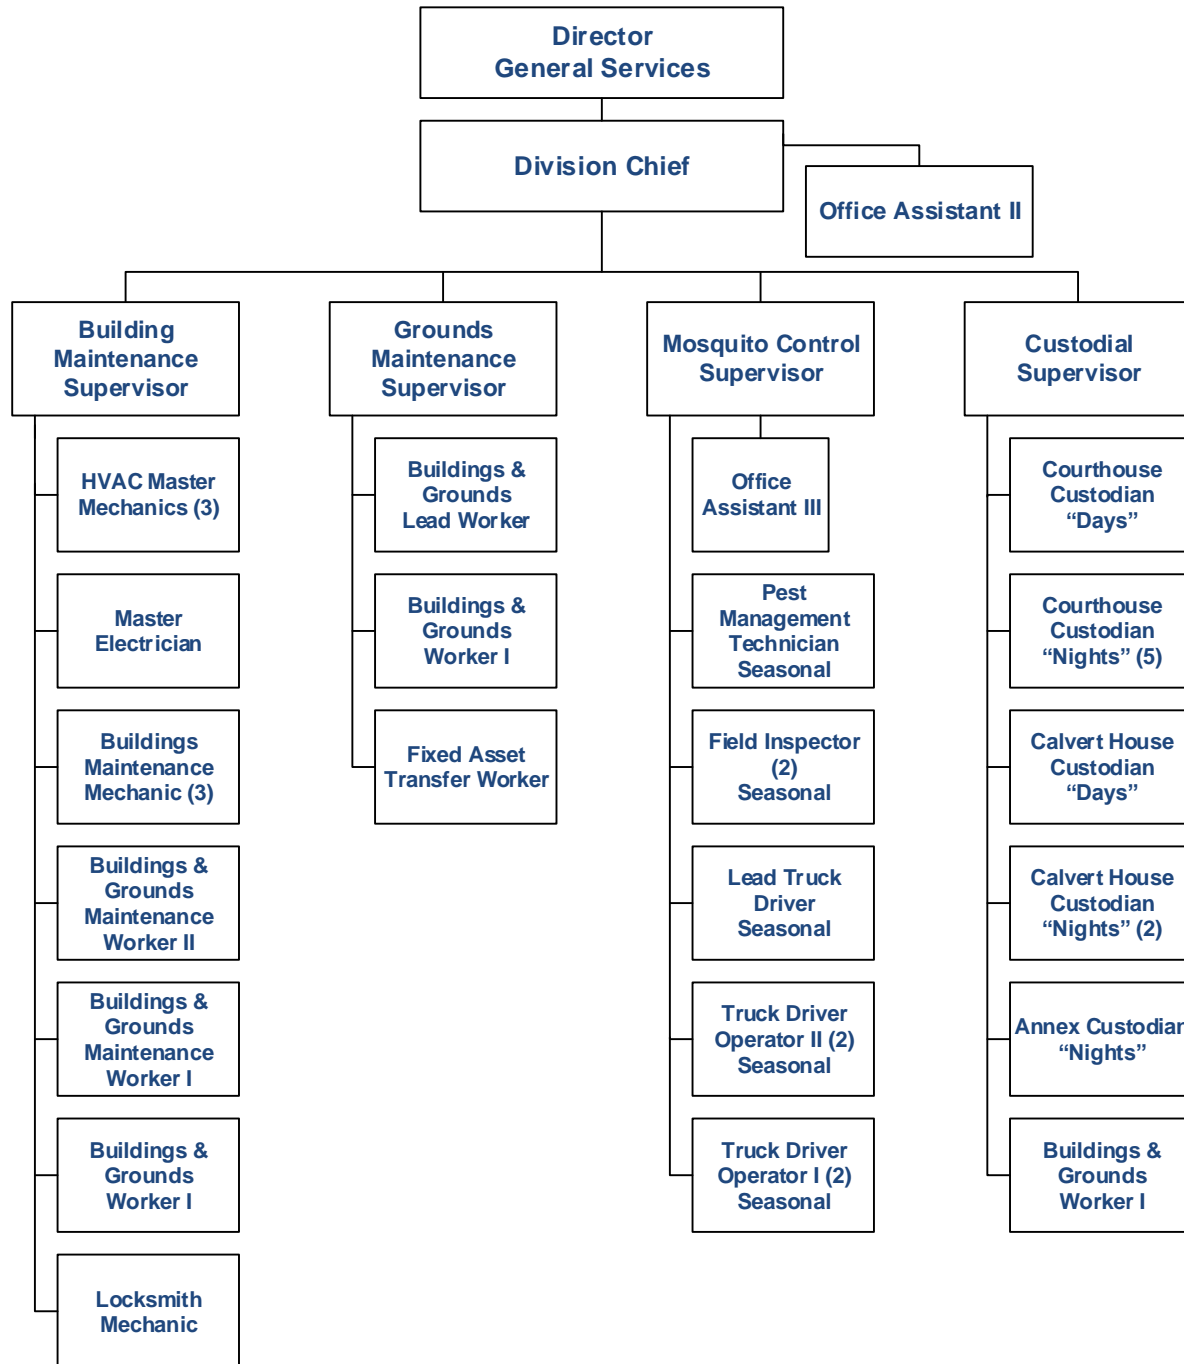 Director
General Services
Division Chief
Office Assistant II
Building
Maintenance
Supervisor
Grounds
Maintenance
Supervisor
Mosquito Control
Supervisor
Custodial
Supervisor
HVAC Master
Mechanics (3)
Master
Electrician
Buildings
Maintenance
Mechanic (3)
Buildings &
Grounds
Maintenance
Worker II
Buildings &
Grounds
Maintenance
Worker I
Buildings &
Grounds
Worker I
Locksmith
Mechanic
Buildings &
Grounds
Lead Worker
Buildings &
Grounds
Worker I
Fixed Asset
Transfer Worker
Office
Assistant III
Pest
Management
Technician
Seasonal
Field Inspector
(2)
Seasonal
Lead Truck
Driver
Seasonal
Truck Driver
Operator II (2)
Seasonal
Truck Driver
Operator I (2)
Seasonal
Courthouse
Custodian
“Days”
Courthouse
Custodian
“Nights” (5)
Calvert House
Custodian
“Days”
Calvert House
Custodian
“Nights” (2)
Annex Custodian
“Nights”
Buildings &
Grounds
Worker I